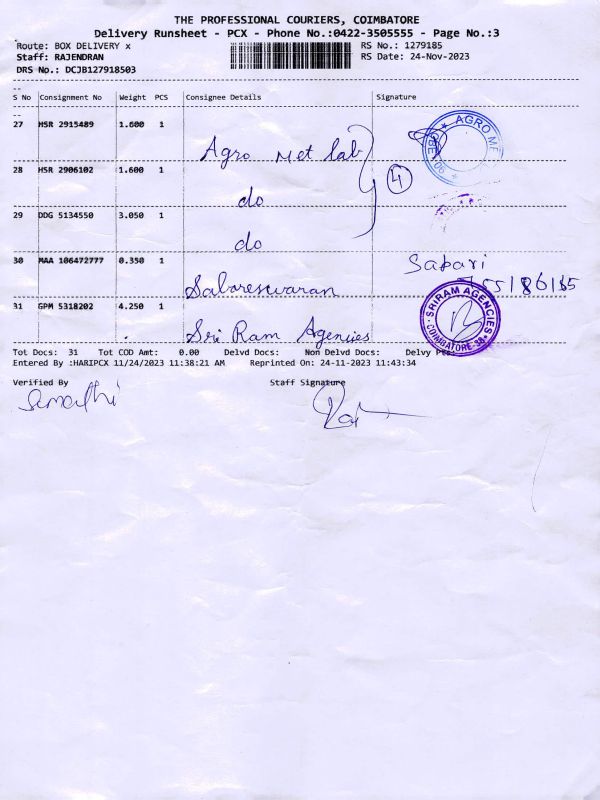 THE PROFESSIONAL COURIERS, COIMBATORE
Delivery Runsheet - PCX - Phone No.:0422-3505555 - Page No.:3
Route: BOX DELIVERY x RS No.: 1279185
Staff: RAJENDRAN RS Date: 24-Nov-2023
DRS No.: DCJB127918503
S No Consignment No Weight PCS Consignee Details Signature
27 HSR 2915489 1.600 1
Agro Met Lab AGRO ME
28 HSR 2906102 1.600 1
do 4
29 DDG 5134550 3.050 1
do
30 MAA 106472777 0.350 1 Sabari
Sabareswaran
31 GPM 5318202 4.250 1 SRIRAM AGENCIES COIMBATORE-38
Sri Ram Agencies
Tot Docs: 31 Tot COD Amt: 0.00 Delvd Docs: Non Delvd Docs: Delvy
Entered By :HARIPCX 11/24/2023 11:38:21 AM Reprinted On: 24-11-2023 11:43:34
Verified By Staff Signature